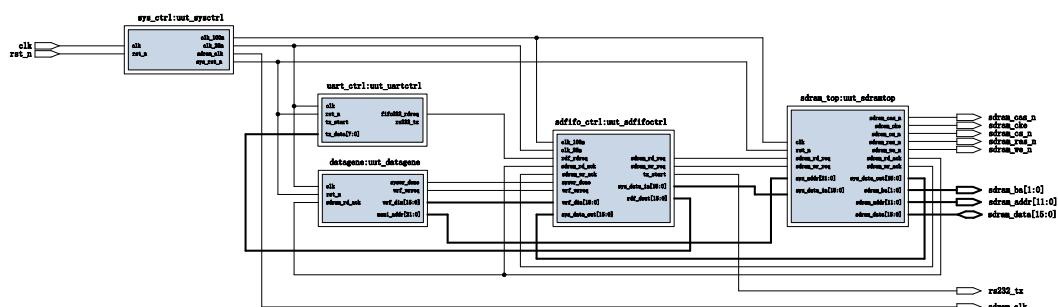 sys_ctrl:uut_sysctrl
clk
rst_n
clk
rst_n
clk_100m
clk_25m
sdram_clk
sys_rst_n
uart_ctrl:uut_uartctrl
clk
rst_n
tx_start
tx_data[7:0]
fifo232_rdreq
rs232_tx
datagene:uut_datagene
clk
rst_n
sdram_rd_ack
syswr_done
wrf_wrreq
wrf_din[15:0]
moni_addr[21:0]
sdfifo_ctrl:uut_sdfifoctrl
clk_100m
clk_25m
rdf_rdreq
sdram_rd_ack
sdram_wr_ack
syswr_done
wrf_wrreq
wrf_din[15:0]
sys_data_out[15:0]
sdram_rd_req
sdram_wr_req
tx_start
sys_data_in[15:0]
rdf_dout[15:0]
sdram_top:uut_sdramtop
clk
rst_n
sdram_rd_req
sdram_wr_req
sys_addr[21:0]
sys_data_in[15:0]
sdram_cas_n
sdram_cke
sdram_cs_n
sdram_ras_n
sdram_we_n
sdram_rd_ack
sdram_wr_ack
sys_data_out[15:0]
sdram_ba[1:0]
sdram_addr[11:0]
sdram_data[15:0]
sdram_cas_n
sdram_cke
sdram_cs_n
sdram_ras_n
sdram_we_n
sdram_ba[1:0]
sdram_addr[11:0]
sdram_data[15:0]
rs232_tx
sdram_clk